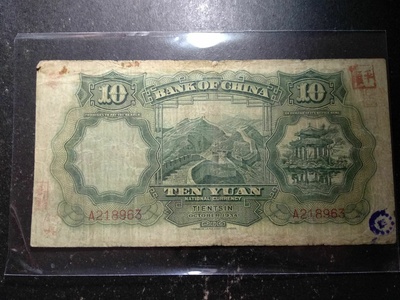 10 BANK OF CHINA 10
TEN YUAN
NATIONAL CURRENCY
TIENTSIN
A218963 A218963